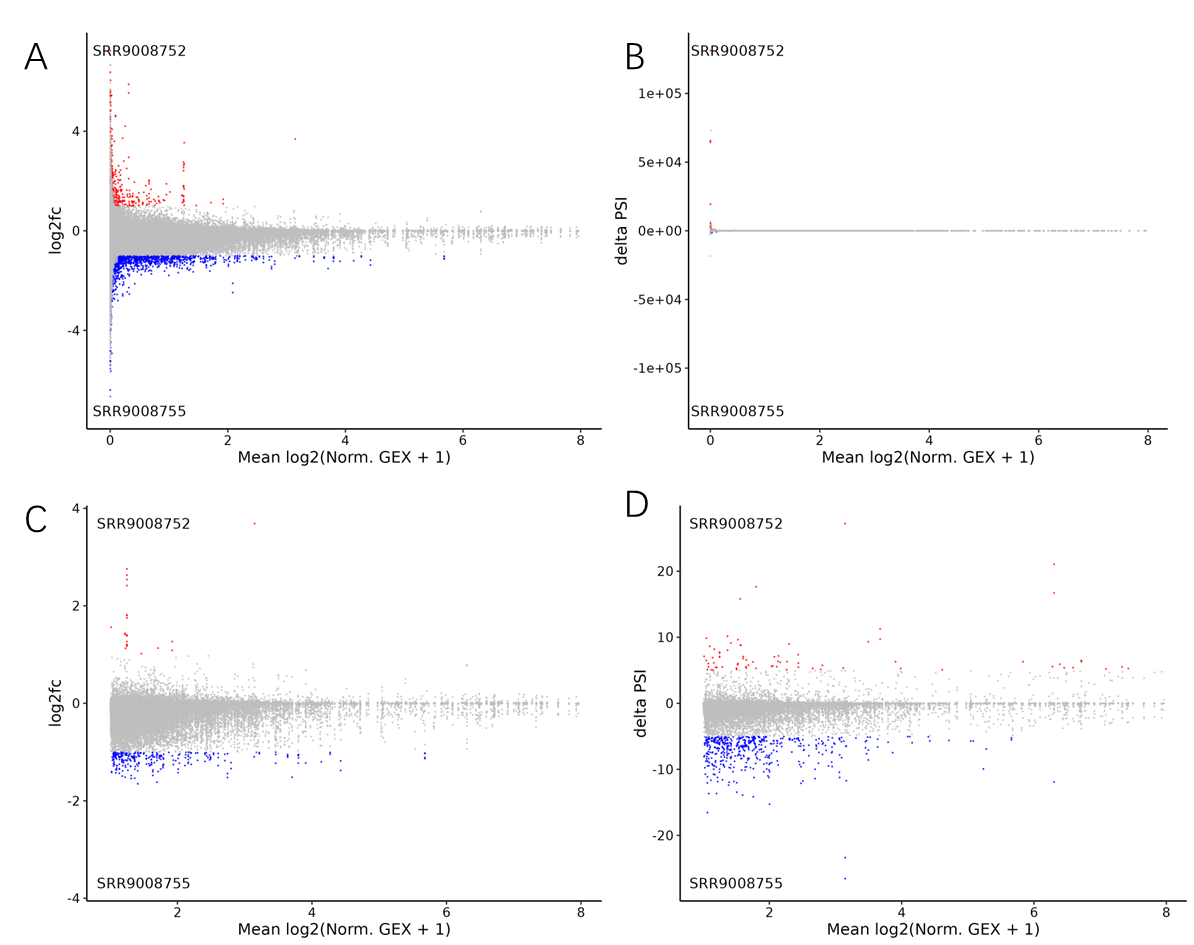 A
SRR9008752
4
0
-4
log2fc
SRR9008755
0 2 4 6 8
Mean log2(Norm. GEX + 1)
B
SRR9008752
1e+05
5e+04
0e+00
-5e+04
-1e+05
delta PSI
SRR9008755
0 2 4 6 8
Mean log2(Norm. GEX + 1)
C
4
SRR9008752
2
0
-2
-4
log2fc
SRR9008755
2 4 6 8
Mean log2(Norm. GEX + 1)
D
SRR9008752
20
10
0
-10
-20
delta PSI
SRR9008755
2 4 6 8
Mean log2(Norm. GEX + 1)